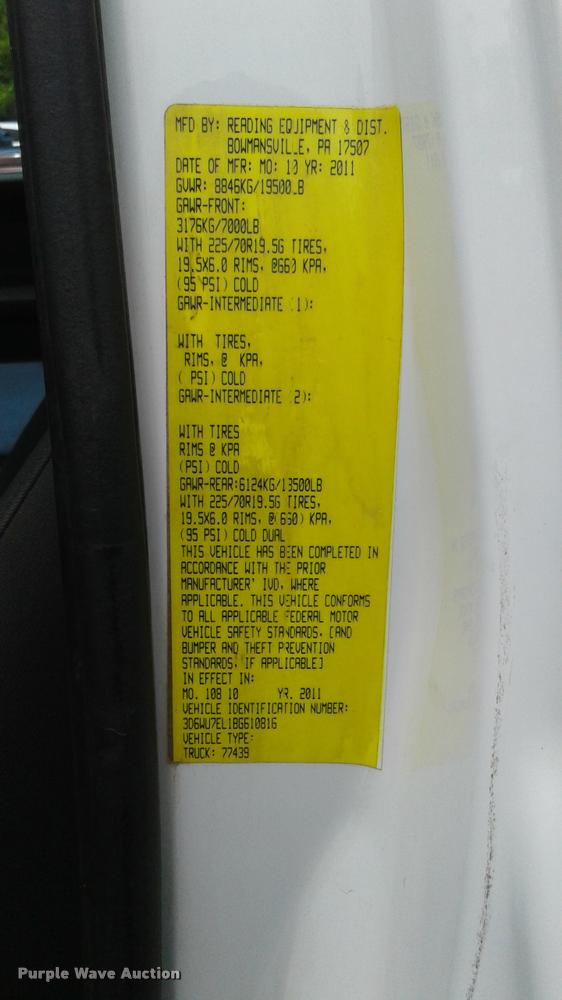 MFD BY: READING EQUIPMENT & DIST.
BOWMANSVILLE, PA 17507
DATE OF MFR: MO: 10 YR: 2011
GVWR: 8846KG/19500LB
GAWR-FRONT:
3176KG/7000LB
WITH 225/70R19.5G TIRES,
19.5X6.0 RIMS, @660 KPA,
(95 PSI) COLD
GAWR-INTERMEDIATE (1):
WITH TIRES,
RIMS, @ KPA,
( PSI) COLD
GAWR-INTERMEDIATE (2):
WITH TIRES
RIMS @ KPA
(PSI) COLD
GAWR-REAR:6124KG/13500LB
WITH 225/70R19.5G TIRES,
19.5X6.0 RIMS, @(660) KPA,
(95 PSI) COLD DUAL
THIS VEHICLE HAS BEEN COMPLETED IN
ACCORDANCE WITH THE PRIOR
MANUFACTURER' IVD, WHERE
APPLICABLE. THIS VEHICLE CONFORMS
TO ALL APPLICABLE FEDERAL MOTOR
VEHICLE SAFETY STANDARDS, [AND
BUMPER AND THEFT PREVENTION
STANDARDS, IF APPLICABLE]
IN EFFECT IN:
MO. 108 10 YR. 2011
VEHICLE IDENTIFICATION NUMBER:
3D6WU7EL1BG610816
VEHICLE TYPE:
TRUCK: 77439
Purple Wave Auction